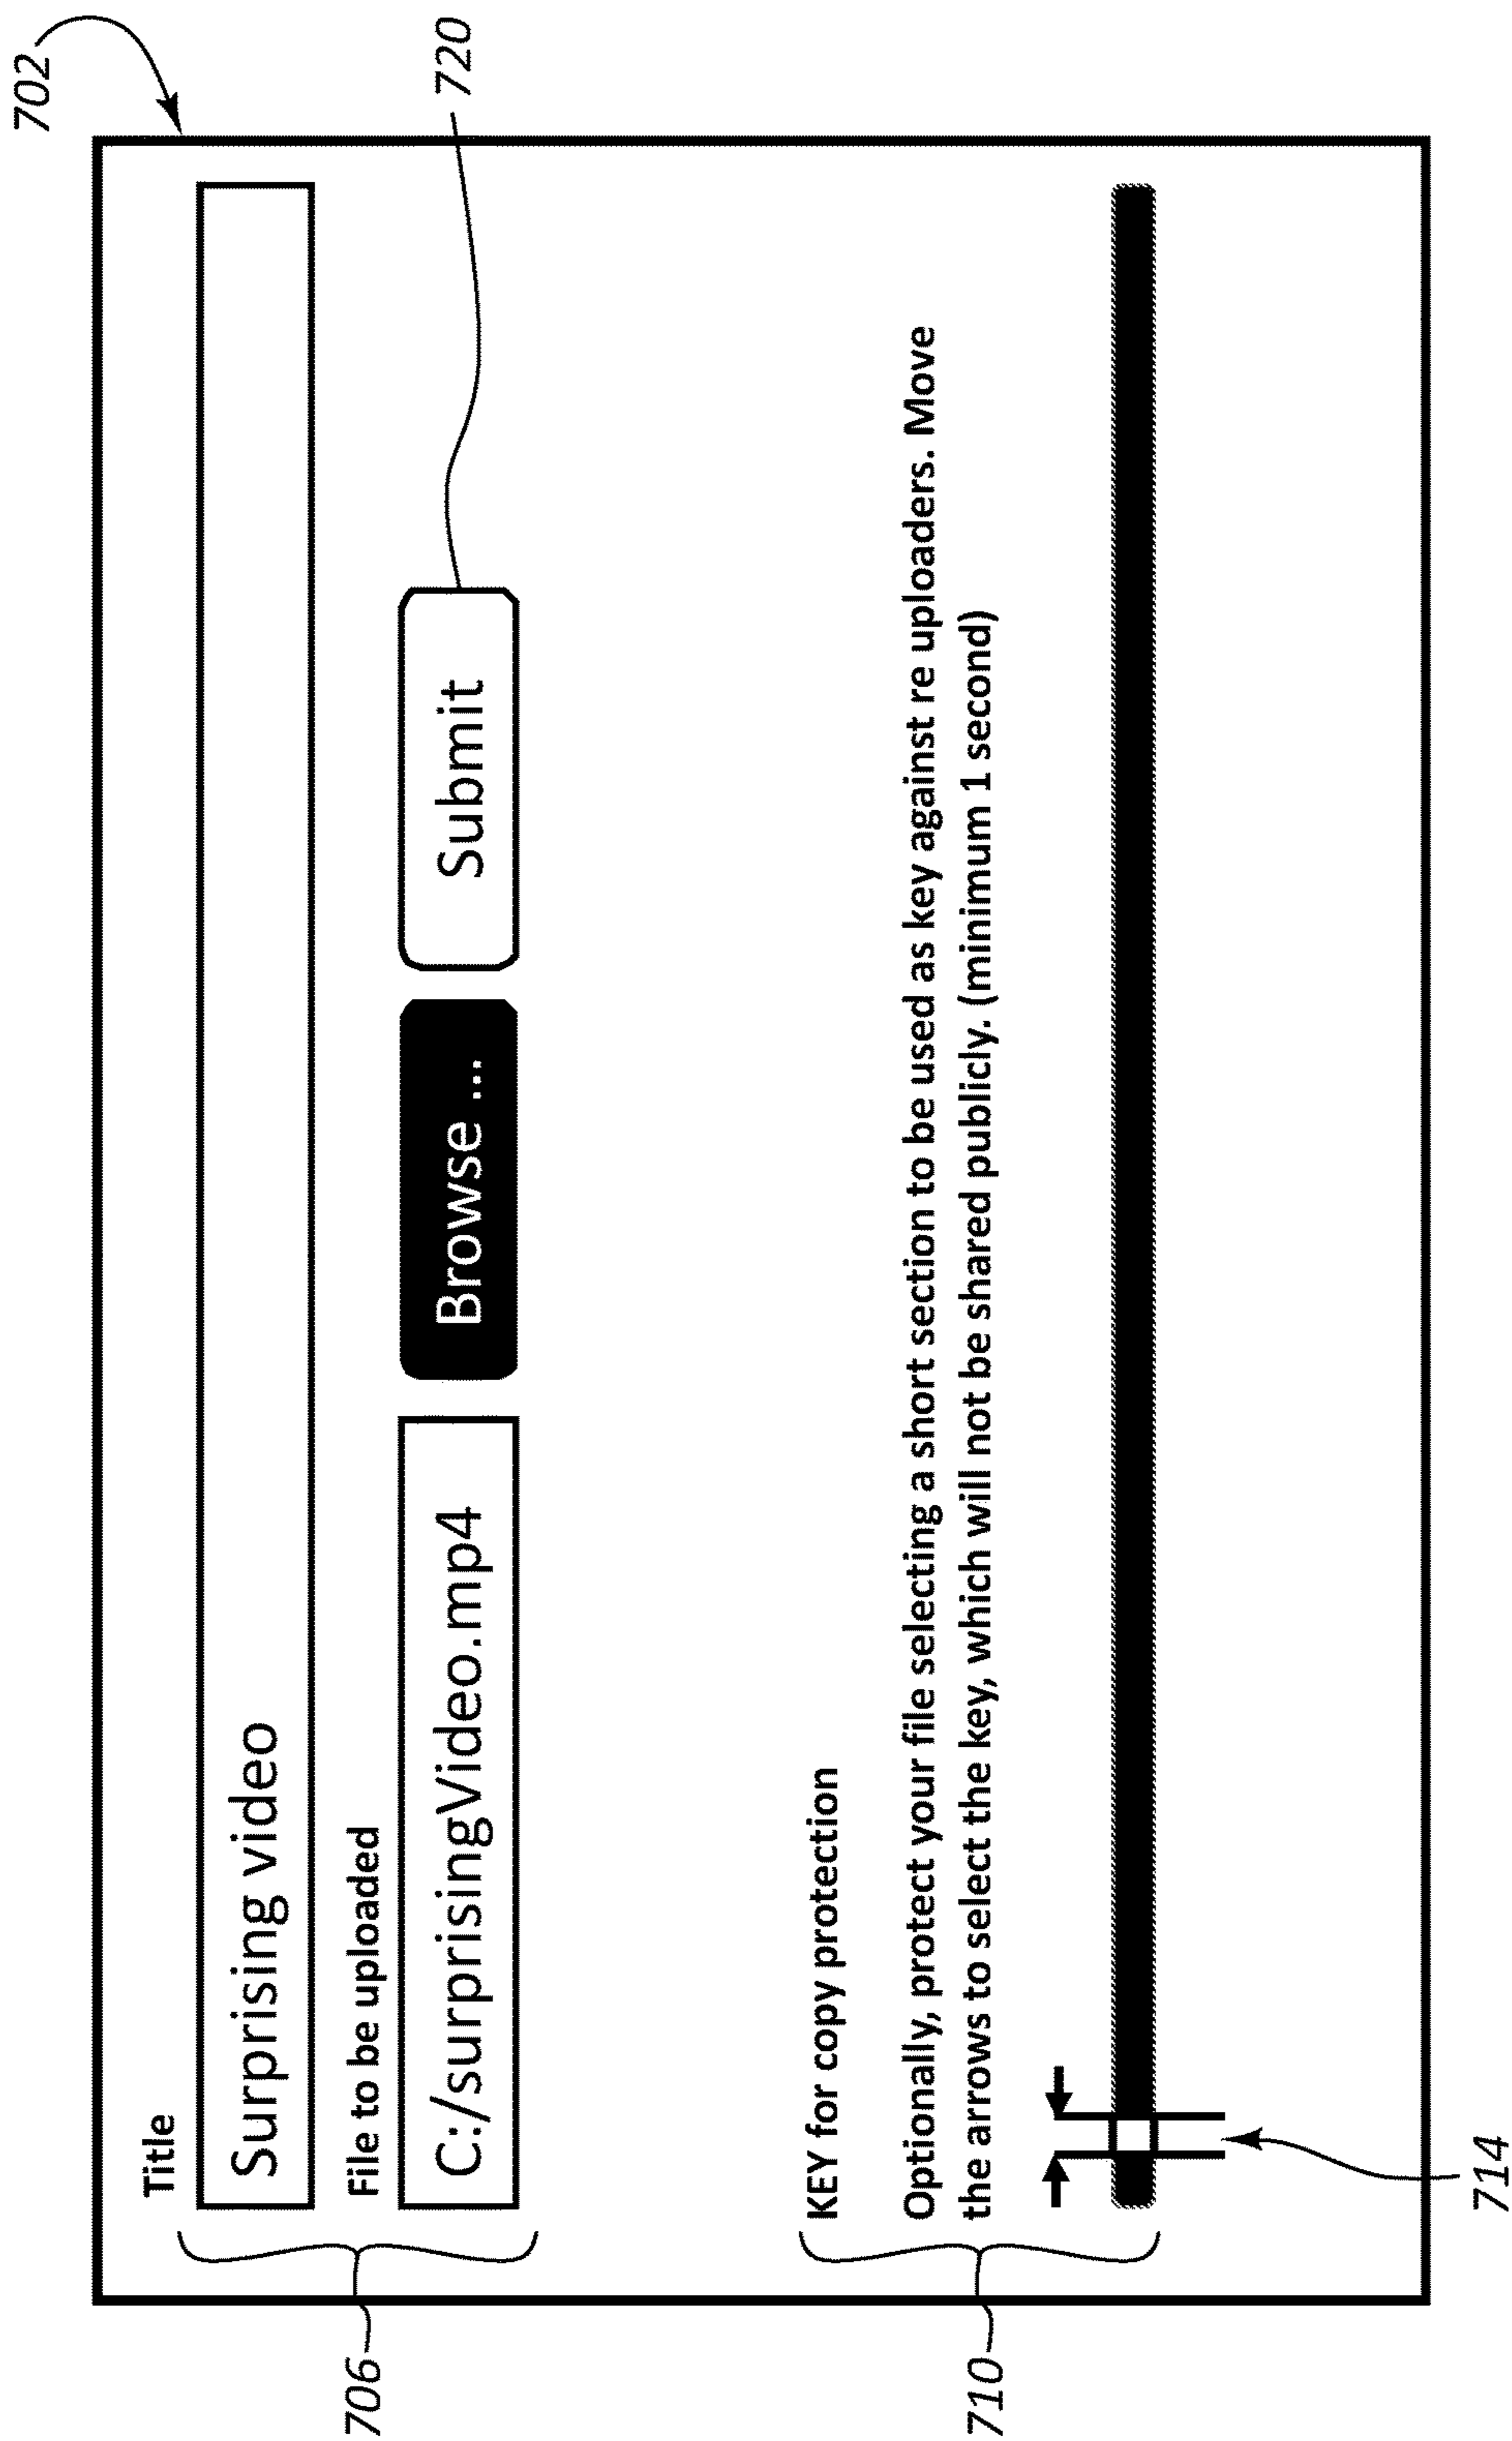 702
Title
Surprising video
706
File to be uploaded
C:/surprisingVideo.mp4 Browse ... Submit
720
KEY for copy protection
710
Optionally, protect your file selecting a short section to be used as key against re uploaders. Move
the arrows to select the key, which will not be shared publicly. (minimum 1 second)
714